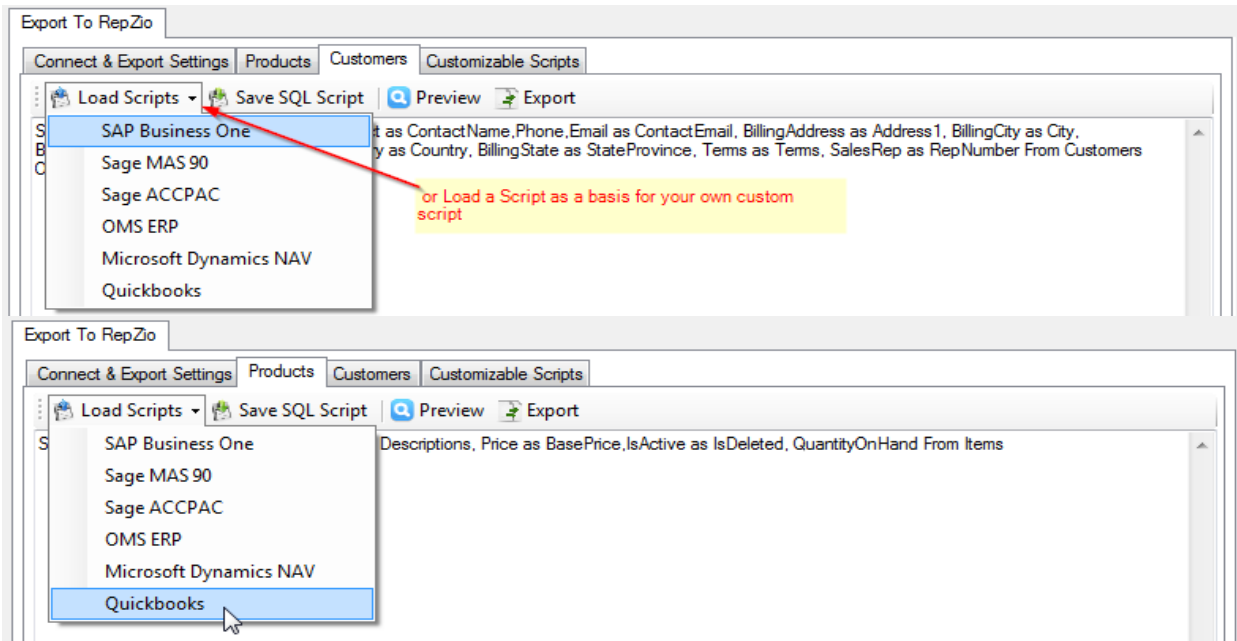 Export To RepZio
Connect & Export Settings Products Customers Customizable Scripts
Load Scripts Save SQL Script Preview Export
S
t as ContactName,Phone,Email as ContactEmail, BillingAddress as Address1, BillingCity as City,
B
y as Country, BillingState as StateProvince, Terms as Terms, SalesRep as RepNumber From Customers
SAP Business One
Sage MAS 90
Sage ACCPAC
OMS ERP
Microsoft Dynamics NAV
Quickbooks
or Load a Script as a basis for your own custom
script
Export To RepZio
Connect & Export Settings Products Customers Customizable Scripts
Load Scripts Save SQL Script Preview Export
S
Descriptions, Price as BasePrice,IsActive as IsDeleted, QuantityOnHand From Items
SAP Business One
Sage MAS 90
Sage ACCPAC
OMS ERP
Microsoft Dynamics NAV
Quickbooks